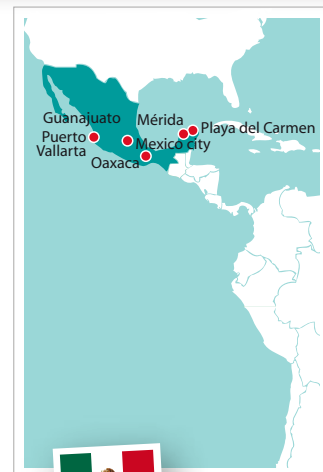 Guanajuato
Mérida
Puerto
Vallarta
Playa del Carmen
Mexico city
Oaxaca